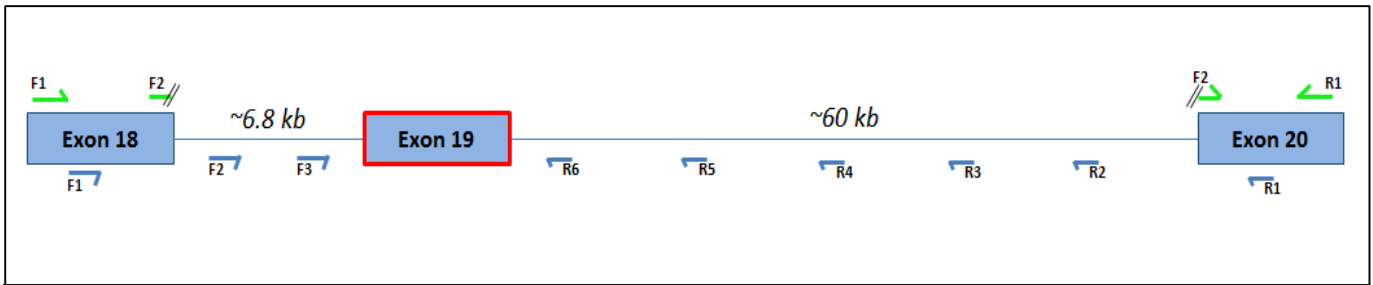 F1 F2 F2 R1
~6.8 kb ~60 kb
Exon 18 Exon 19 Exon 20
F1 F2 F3 R6 R5 R4 R3 R2 R1